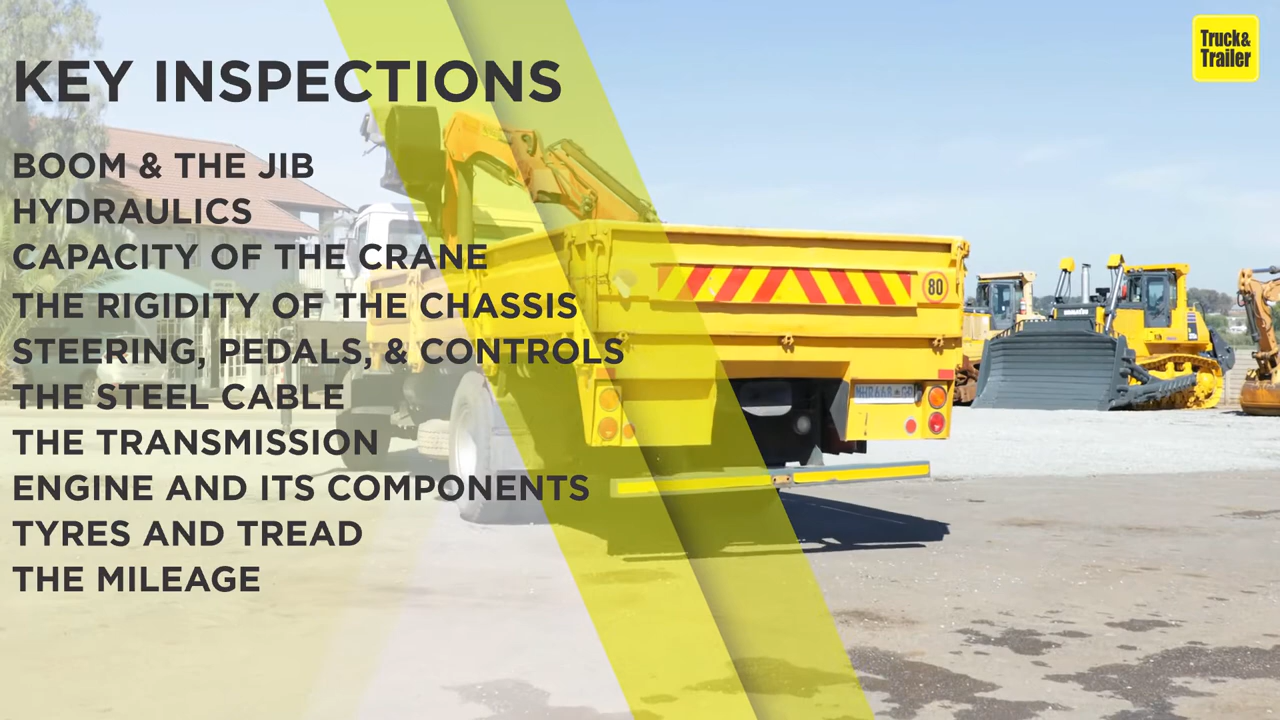 KEY INSPECTIONS
BOOM & THE JIB
HYDRAULICS
CAPACITY OF THE CRANE
THE RIGIDITY OF THE CHASSIS
STEERING, PEDALS, & CONTROLS
THE STEEL CABLE
THE TRANSMISSION
ENGINE AND ITS COMPONENTS
TYRES AND TREAD
THE MILEAGE
Truck&
Trailer
80
KOMATSU